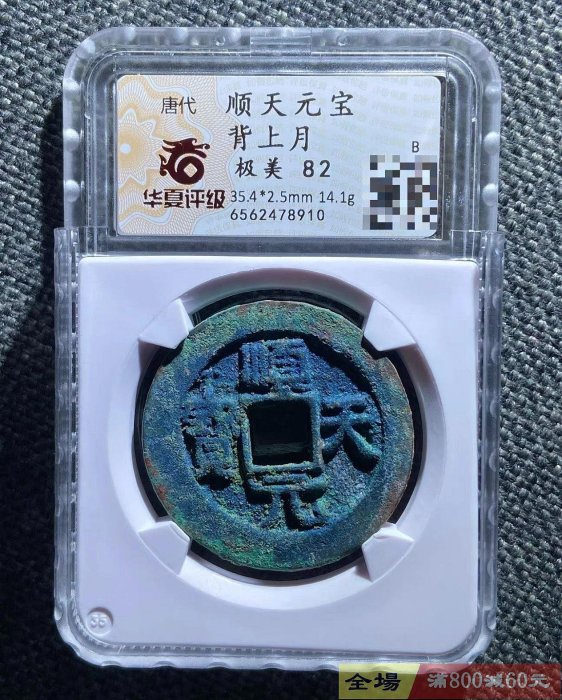 唐代
顺天元宝
背上月
极美 82
B
华夏评级
35.4*2.5mm 14.1g
6562478910
順
天
元
寶
35
全場
滿800減60元